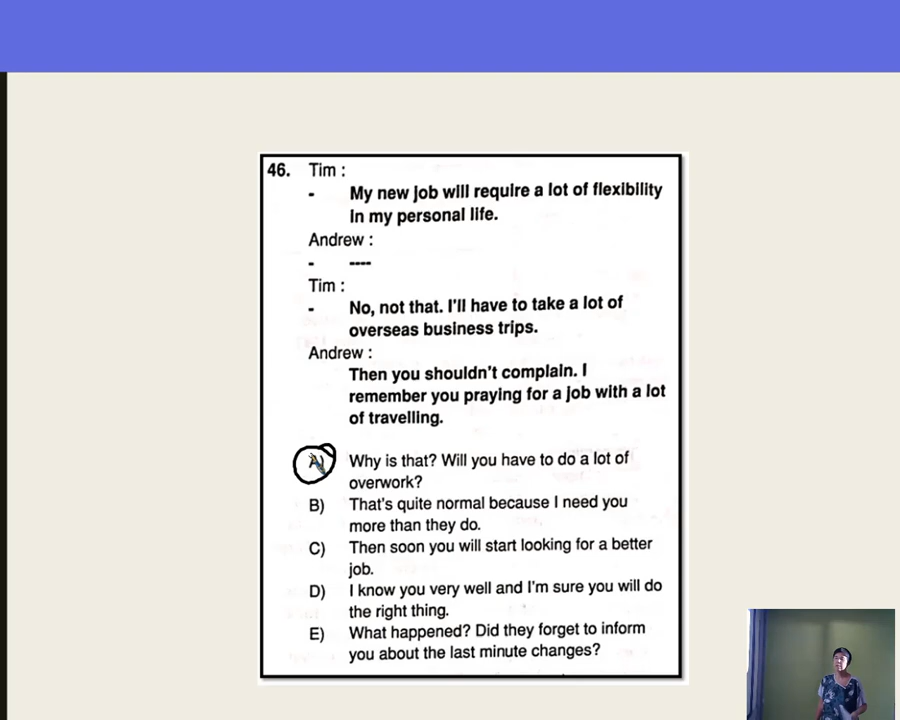 46. Tim :
- My new job will require a lot of flexibility
In my personal life.
Andrew :
- ----
Tim :
- No, not that. I'll have to take a lot of
overseas business trips.
Andrew :
Then you shouldn't complain. I
remember you praying for a job with a lot
of travelling.
A) Why is that? Will you have to do a lot of
overwork?
B) That's quite normal because I need you
more than they do.
C) Then soon you will start looking for a better
job.
D) I know you very well and I'm sure you will do
the right thing.
E) What happened? Did they forget to inform
you about the last minute changes?